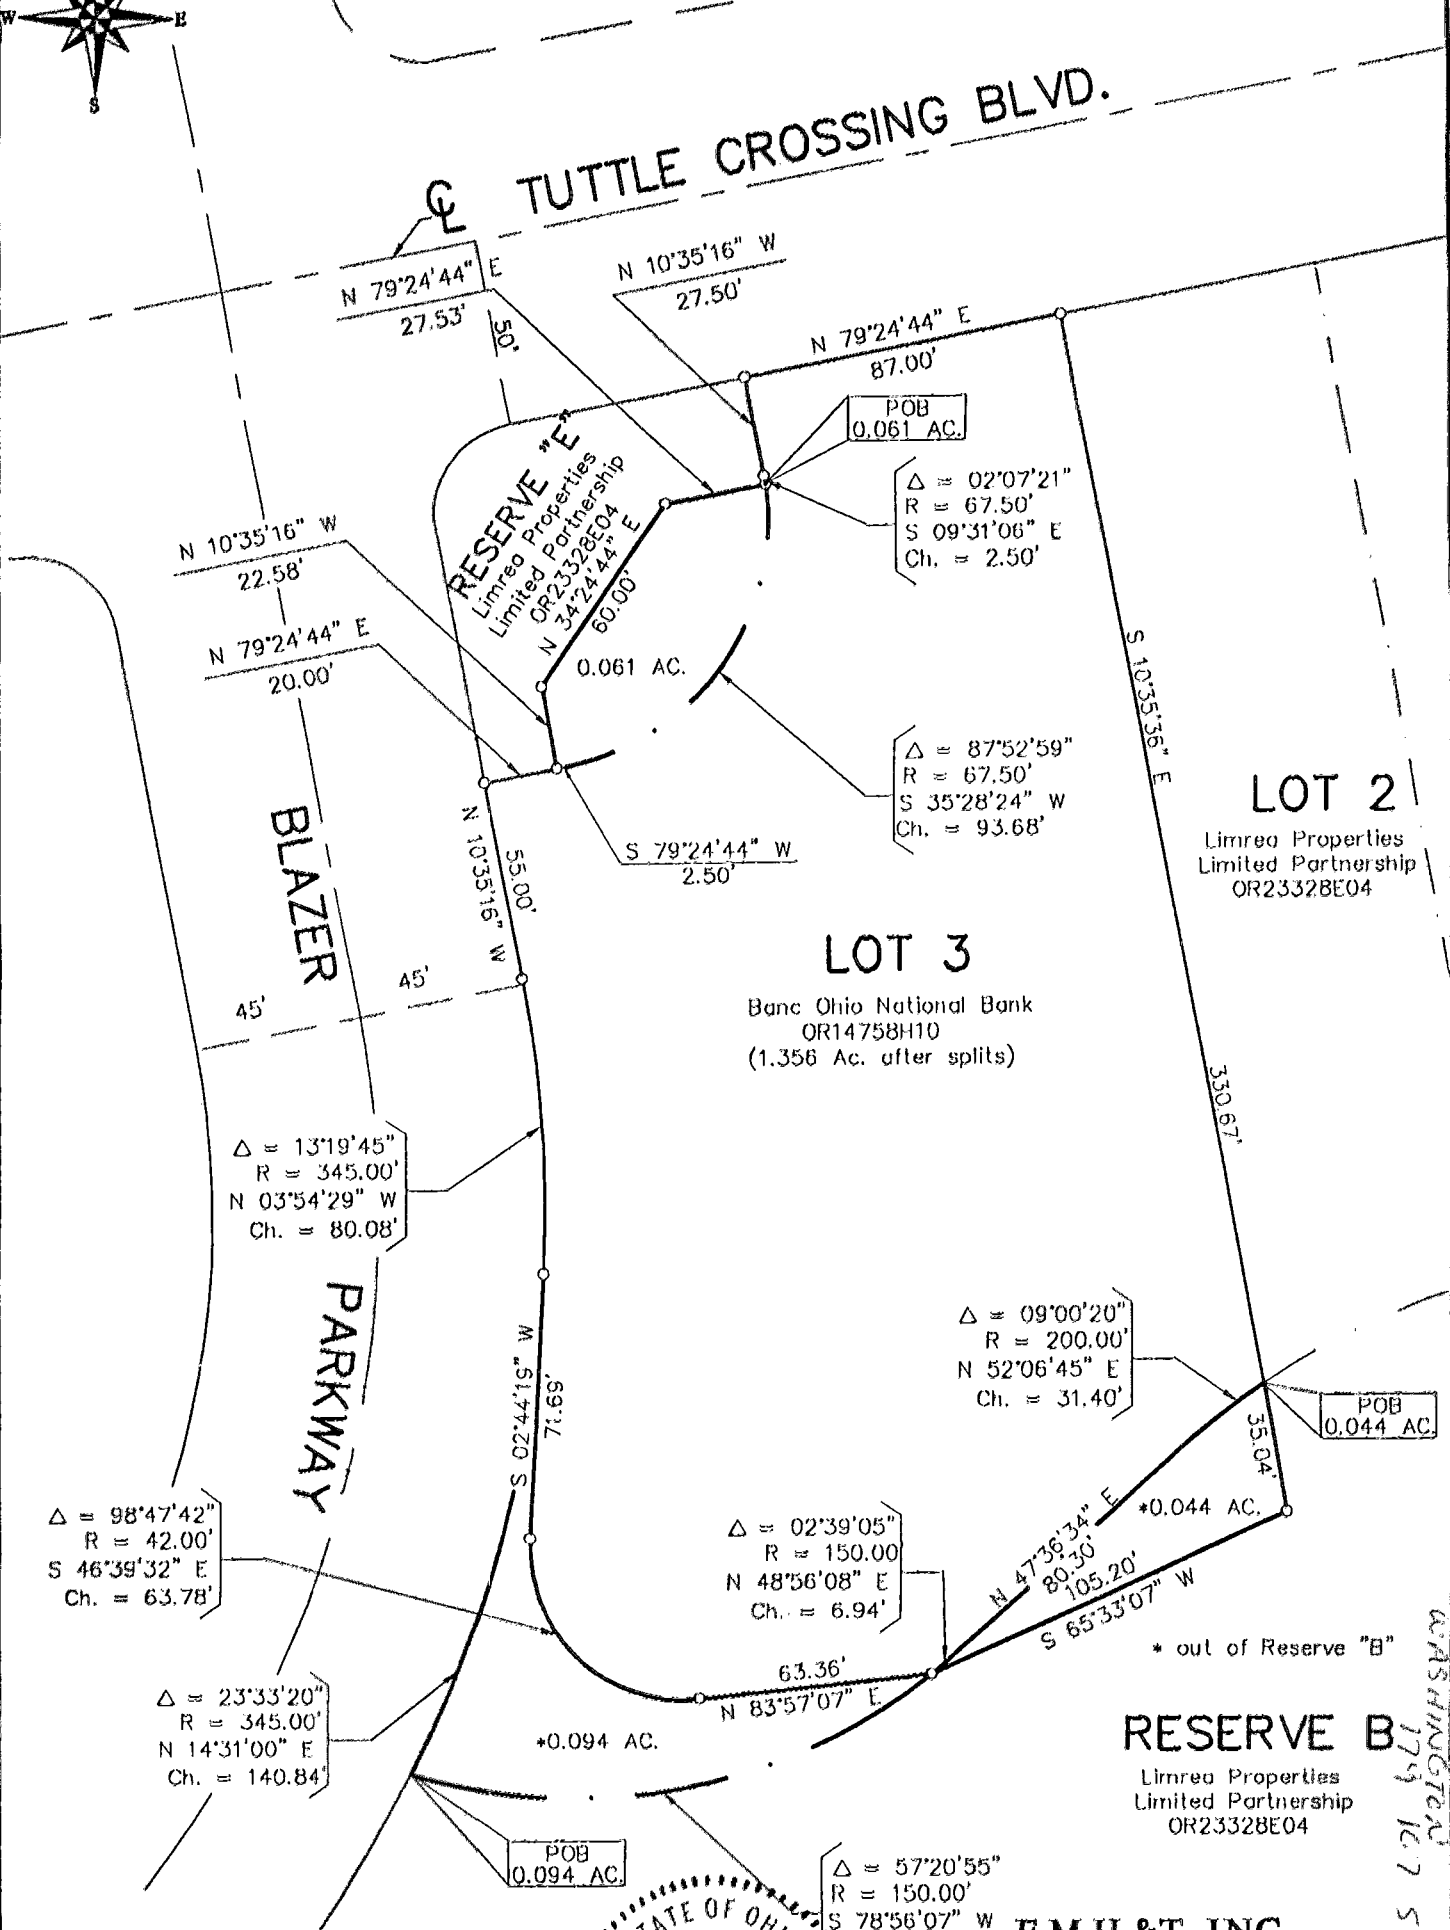 W
E
S
℄ TUTTLE CROSSING BLVD.
N 79°24'44" E
27.53'
N 10°35'16" W
27.50'
50'
N 79°24'44" E
87.00'
POB
0.061 AC.
RESERVE "E"
Limrea Properties
Limited Partnership
OR23328E04
N 34°24'44" E
60.00'
Δ = 02°07'21"
R = 67.50'
S 09°31'06" E
Ch. = 2.50'
N 10°35'16" W
22.58'
N 79°24'44" E
20.00'
0.061 AC.
S 10°35'36" E
330.67'
Δ = 87°52'59"
R = 67.50'
S 35°28'24" W
Ch. = 93.68'
S 79°24'44" W
2.50'
LOT 2
Limrea Properties
Limited Partnership
OR23328E04
BLAZER
PARKWAY
N 10°35'16" W
55.00'
45'
45'
LOT 3
Banc Ohio National Bank
OR14758H10
(1.356 Ac. after splits)
Δ = 13°19'45"
R = 345.00'
N 03°54'29" W
Ch. = 80.08'
S 02°44'19" W
71.69'
Δ = 09°00'20"
R = 200.00'
N 52°06'45" E
Ch. = 31.40'
POB
0.044 AC.
35.04'
*0.044 AC.
Δ = 98°47'42"
R = 42.00'
S 46°39'32" E
Ch. = 63.78'
Δ = 02°39'05"
R = 150.00
N 48°56'08" E
Ch. = 6.94'
N 47°36'34" E
80.30'
105.20'
S 65°33'07" W
* out of Reserve "B"
63.36'
N 83°57'07" E
Δ = 23°33'20"
R = 345.00'
N 14°31'00" E
Ch. = 140.84'
*0.094 AC.
RESERVE B
Limrea Properties
Limited Partnership
OR23328E04
WASHINGTON
POB
0.094 AC.
Δ = 57°20'55"
R = 150.00'
S 78°56'07" W
STATE OF OH